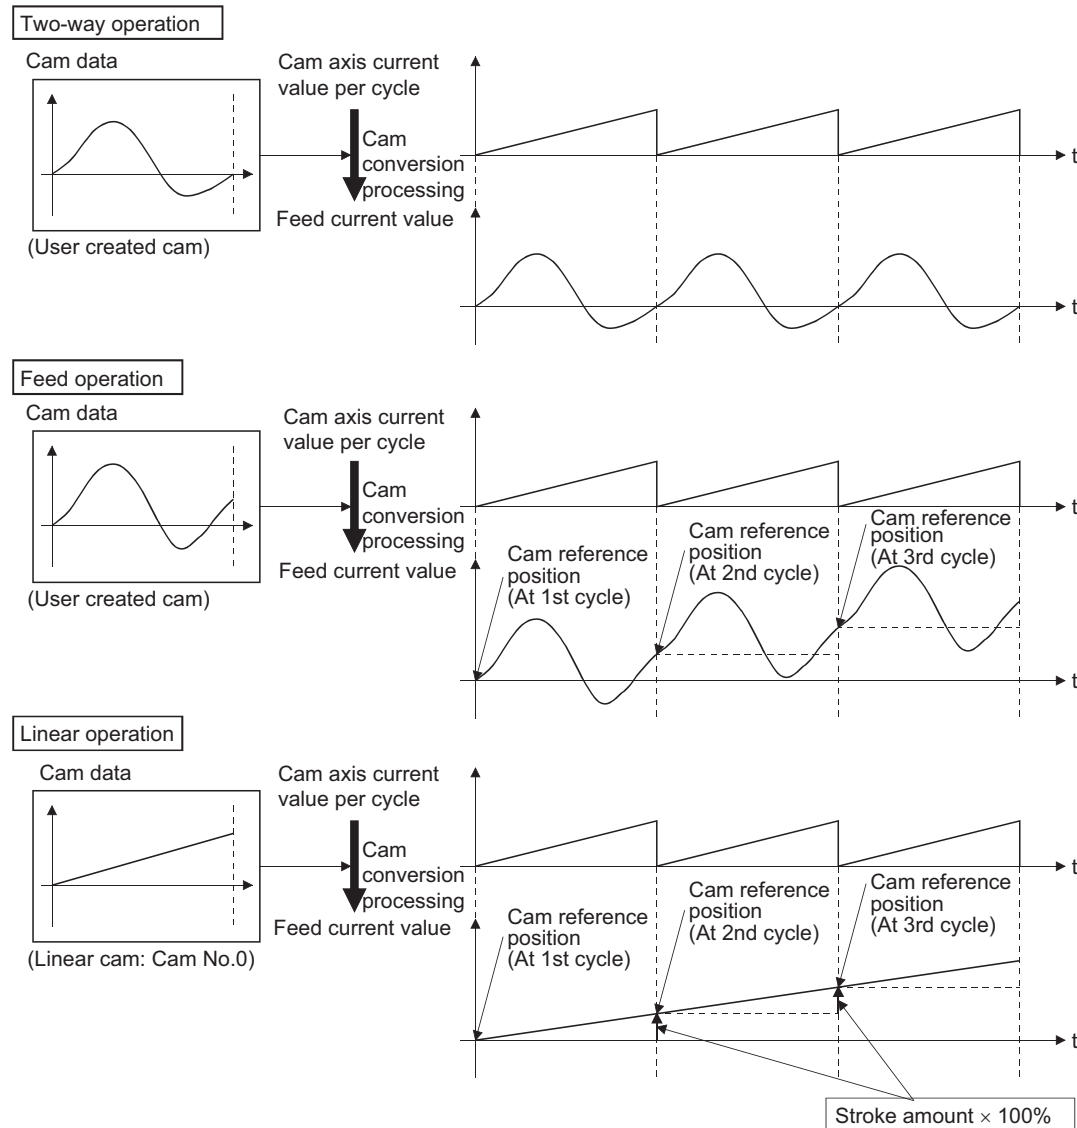 Two-way operation
Cam data
(User created cam)
Cam axis current
value per cycle
Cam
conversion
processing
Feed current value
t
t
Feed operation
Cam data
(User created cam)
Cam axis current
value per cycle
Cam
conversion
processing
Feed current value
t
Cam reference
position
(At 1st cycle)
Cam reference
position
(At 2nd cycle)
Cam reference
position
(At 3rd cycle)
t
Linear operation
Cam data
(Linear cam: Cam No.0)
Cam axis current
value per cycle
Cam
conversion
processing
Feed current value
t
Cam reference
position
(At 1st cycle)
Cam reference
position
(At 2nd cycle)
Cam reference
position
(At 3rd cycle)
t
Stroke amount × 100%